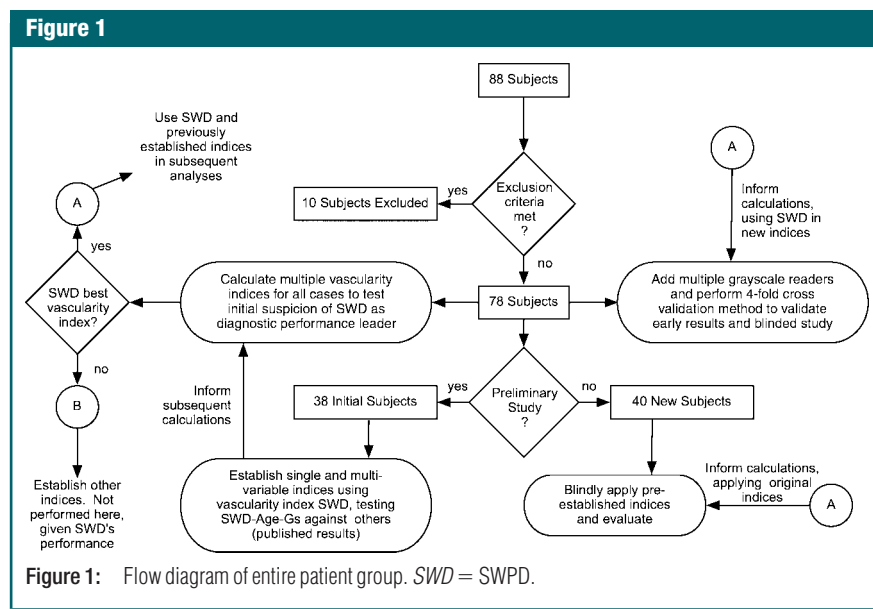 Figure 1
88 Subjects
Use SWD and
previously
established indices
in subsequent
analyses
A
A
yes
Exclusion
criteria
met
?
10 Subjects Excluded
Inform
calculations,
using SWD in
new indices
yes
no
SWD best
vascularity
index?
Calculate multiple vascularity
indices for all cases to test
initial suspicion of SWD as
diagnostic performance leader
78 Subjects
Add multiple grayscale readers
and perform 4-fold cross
validation method to validate
early results and blinded study
no
B
Inform
subsequent
calculations
38 Initial Subjects
yes
Preliminary
Study
?
no
40 New Subjects
Establish other
indices. Not
performed here,
given SWD's
performance
Establish single and multi-
variable indices using
vascularity index SWD, testing
SWD-Age-Gs against others
(published results)
Blindly apply pre-
established indices
and evaluate
Inform calculations,
applying original
indices
A
Figure 1: Flow diagram of entire patient group. SWD = SWPD.